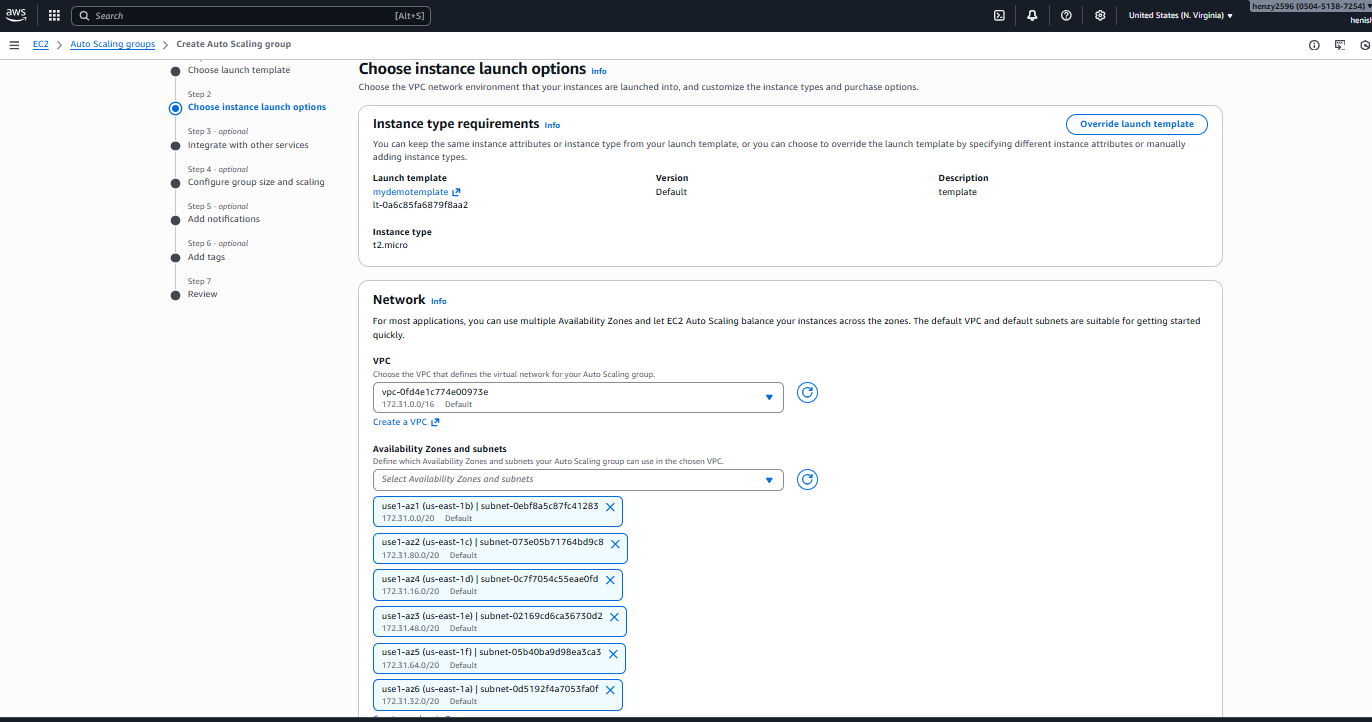 aws
Search
[Alt+S]
United States (N. Virginia)
henzy2596 (0504-5138-7254)
EC2
Auto Scaling groups
Create Auto Scaling group
Choose launch template
Step 2
Choose instance launch options
Step 3 - optional
Integrate with other services
Step 4 - optional
Configure group size and scaling
Step 5 - optional
Add notifications
Step 6 - optional
Add tags
Step 7
Review
Choose instance launch options Info
Choose the VPC network environment that your instances are launched into, and customize the instance types and purchase options.
Instance type requirements Info
Override launch template
You can keep the same instance attributes or instance type from your launch template, or you can choose to override the launch template by specifying different instance attributes or manually
adding instance types.
Launch template
mydemotemplate
lt-0a6c85fa6879f8aa2
Version
Default
Description
template
Instance type
t2.micro
Network Info
For most applications, you can use multiple Availability Zones and let EC2 Auto Scaling balance your instances across the zones. The default VPC and default subnets are suitable for getting started
quickly.
VPC
Choose the VPC that defines the virtual network for your Auto Scaling group.
vpc-0fd4e1c774e00973e
172.31.0.0/16 Default
Create a VPC
Availability Zones and subnets
Define which Availability Zones and subnets your Auto Scaling group can use in the chosen VPC.
Select Availability Zones and subnets
use1-az1 (us-east-1b) | subnet-0ebf8a5c87fc41283
172.31.0.0/20 Default
use1-az2 (us-east-1c) | subnet-073e05b71764bd9c8
172.31.80.0/20 Default
use1-az4 (us-east-1d) | subnet-0c7f7054c55eae0fd
172.31.16.0/20 Default
use1-az3 (us-east-1e) | subnet-02169cd6ca36730d2
172.31.48.0/20 Default
use1-az5 (us-east-1f) | subnet-05b40ba9d98ea3ca3
172.31.64.0/20 Default
use1-az6 (us-east-1a) | subnet-0d5192f4a7053fa0f
172.31.32.0/20 Default